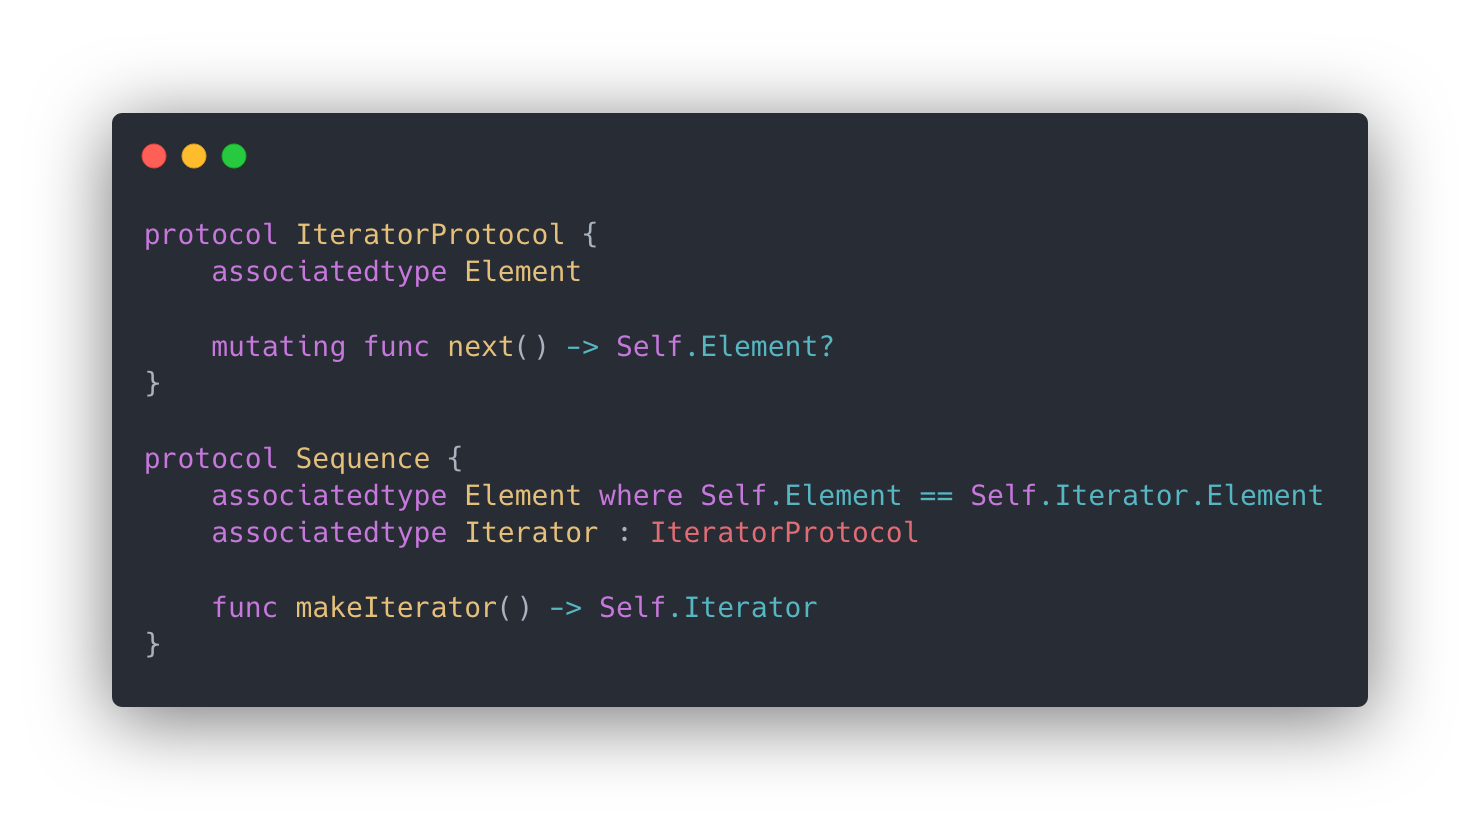 protocol IteratorProtocol {
    associatedtype Element

    mutating func next() -> Self.Element?
}

protocol Sequence {
    associatedtype Element where Self.Element == Self.Iterator.Element
    associatedtype Iterator : IteratorProtocol

    func makeIterator() -> Self.Iterator
}